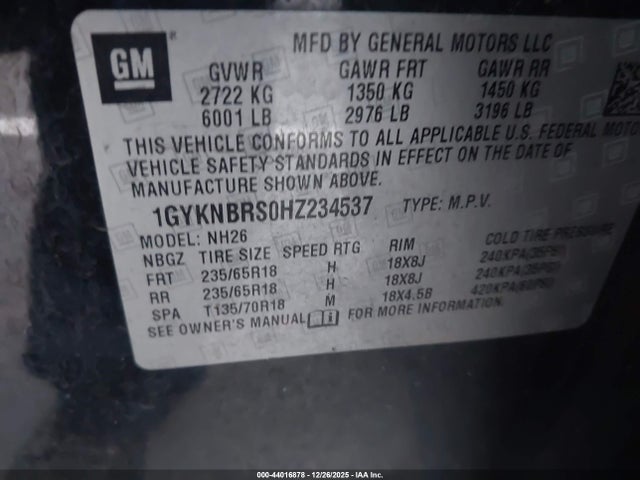 GM ®
MFD BY GENERAL MOTORS LLC
GVWR GAWR FRT GAWR RR
2722 KG 1350 KG 1450 KG
6001 LB 2976 LB 3196 LB
THIS VEHICLE CONFORMS TO ALL APPLICABLE U.S. FEDERAL MOTO
VEHICLE SAFETY STANDARDS IN EFFECT ON THE DATE OF
MANUFACTURE SHOWN ABOVE.
1GYKNBRS0HZ234537 TYPE: M.P.V.
MODEL: NH26
NBGZ TIRE SIZE SPEED RTG RIM COLD TIRE PRESSURE
FRT 235/65R18 H 18X8J 240KPA(35PSI)
RR 235/65R18 H 18X8J 240KPA(35PSI)
SPA T135/70R18 M 18X4.5B 420KPA(60PSI)
SEE OWNER'S MANUAL FOR MORE INFORMATION.
000-44016878 - 12/26/2025 - IAA Inc.